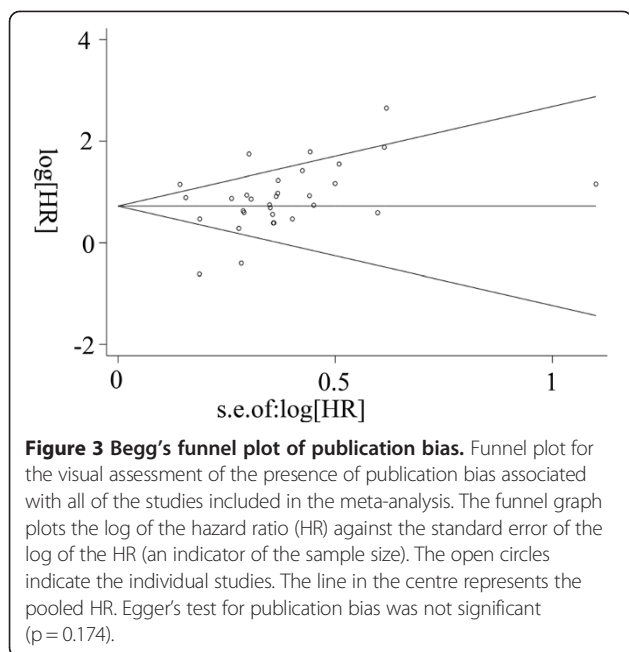 4
2
0
-2
log[HR]
0
0.5
1
s.e.of:log[HR]
Figure 3 Begg's funnel plot of publication bias. Funnel plot for
the visual assessment of the presence of publication bias associated
with all of the studies included in the meta-analysis. The funnel graph
plots the log of the hazard ratio (HR) against the standard error of the
log of the HR (an indicator of the sample size). The open circles
indicate the individual studies. The line in the centre represents the
pooled HR. Egger's test for publication bias was not significant
(p = 0.174).